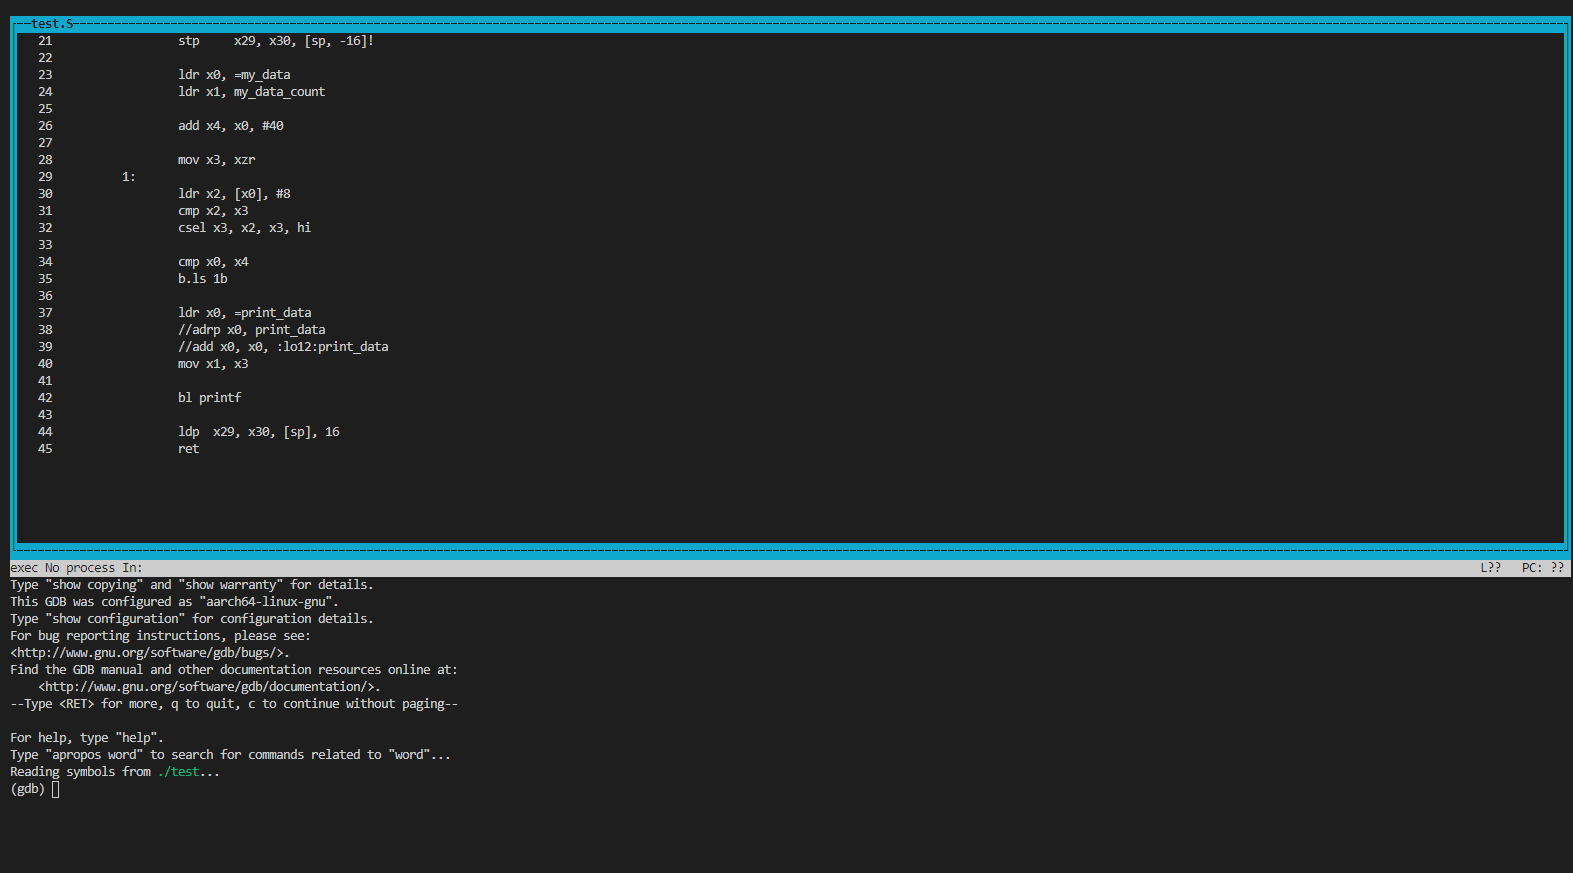 test.S
21 stp x29, x30, [sp, -16]!
22
23 ldr x0, =my_data
24 ldr x1, my_data_count
25
26 add x4, x0, #40
27
28 mov x3, xzr
29 1:
30 ldr x2, [x0], #8
31 cmp x2, x3
32 csel x3, x2, x3, hi
33
34 cmp x0, x4
35 b.ls 1b
36
37 ldr x0, =print_data
38 //adrp x0, print_data
39 //add x0, x0, :lo12:print_data
40 mov x1, x3
41
42 bl printf
43
44 ldp x29, x30, [sp], 16
45 ret
exec No process In: L?? PC: ??
Type "show copying" and "show warranty" for details.
This GDB was configured as "aarch64-linux-gnu".
Type "show configuration" for configuration details.
For bug reporting instructions, please see:
<http://www.gnu.org/software/gdb/bugs/>.
Find the GDB manual and other documentation resources online at:
<http://www.gnu.org/software/gdb/documentation/>.
--Type <RET> for more, q to quit, c to continue without paging--
For help, type "help".
Type "apropos word" to search for commands related to "word"...
Reading symbols from ./test...
(gdb)